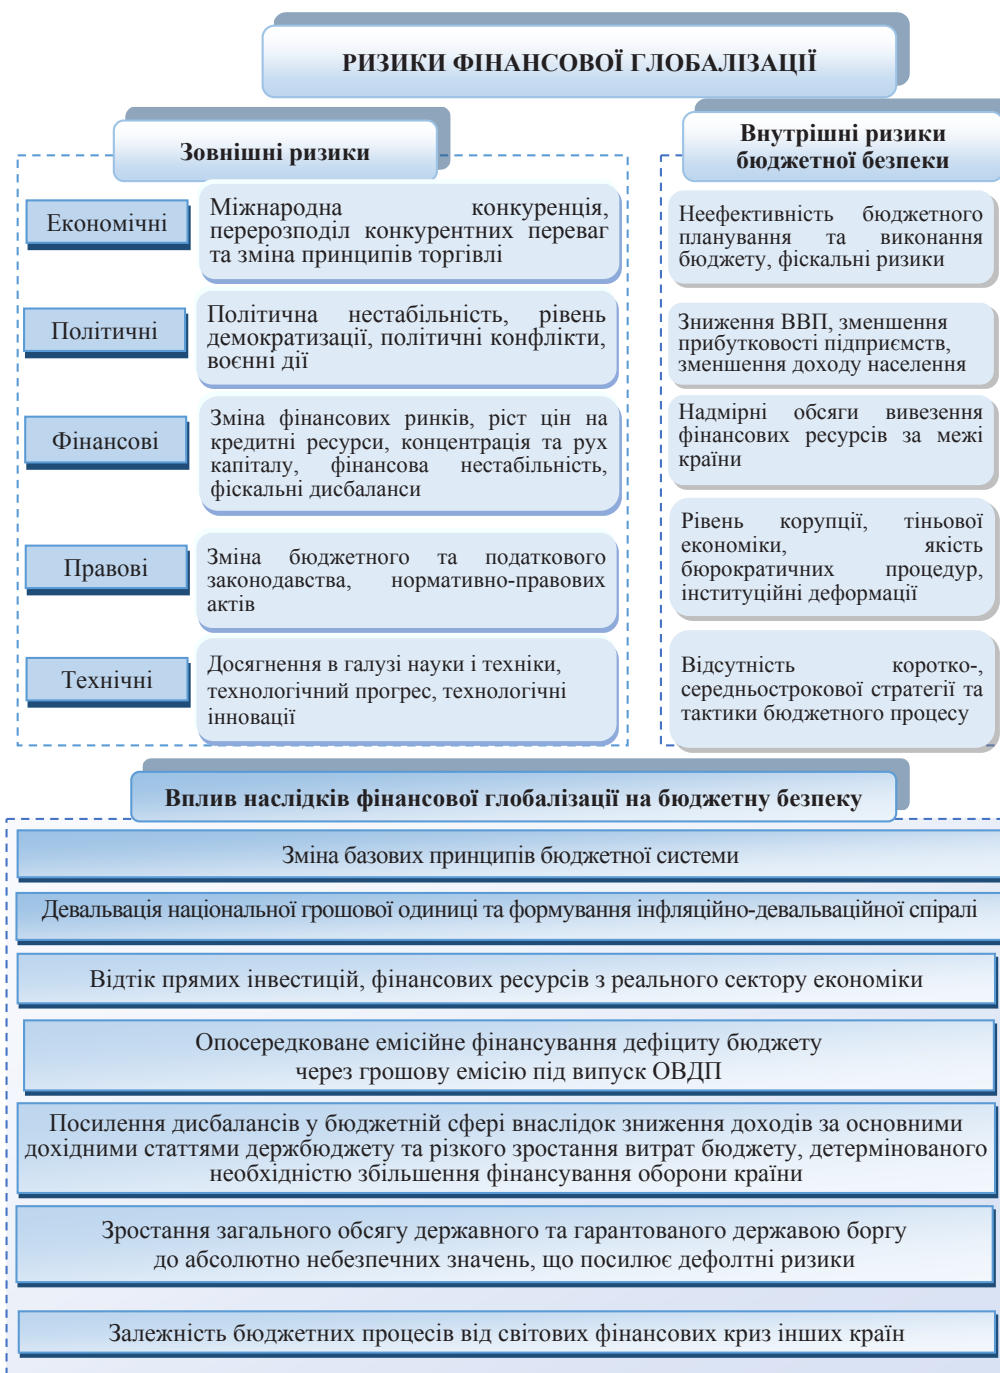 РИЗИКИ ФІНАНСОВОЇ ГЛОБАЛІЗАЦІЇ
Зовнішні ризики
Економічні
Міжнародна конкуренція,
перерозподіл конкурентних переваг
та зміна принципів торгівлі
Політичні
Політична нестабільність, рівень
демократизації, політичні конфлікти,
воєнні дії
Фінансові
Зміна фінансових ринків, ріст цін на
кредитні ресурси, концентрація та рух
капіталу, фінансова нестабільність,
фіскальні дисбаланси
Правові
Зміна бюджетного та податкового
законодавства, нормативно-правових
актів
Технічні
Досягнення в галузі науки і техніки,
технологічний прогрес, технологічні
інновації
Внутрішні ризики
бюджетної безпеки
Неефективність бюджетного
планування та виконання
бюджету, фіскальні ризики
Зниження ВВП, зменшення
прибутковості підприємств,
зменшення доходу населення
Надмірні обсяги вивезення
фінансових ресурсів за межі
країни
Рівень корупції, тіньової
економіки, якість
бюрократичних процедур,
інституційні деформації
Відсутність коротко-,
середньострокової стратегії та
тактики бюджетного процесу
Вплив наслідків фінансової глобалізації на бюджетну безпеку
Зміна базових принципів бюджетної системи
Девальвація національної грошової одиниці та формування інфляційно-девальваційної спіралі
Відтік прямих інвестицій, фінансових ресурсів з реального сектору економіки
Опосередковане емісійне фінансування дефіциту бюджету
через грошову емісію під випуск ОВДП
Посилення дисбалансів у бюджетній сфері внаслідок зниження доходів за основними
дохідними статтями держбюджету та різкого зростання витрат бюджету, детермінованого
необхідністю збільшення фінансування оборони країни
Зростання загального обсягу державного та гарантованого державою боргу
до абсолютно небезпечних значень, що посилює дефолтні ризики
Залежність бюджетних процесів від світових фінансових криз інших країн